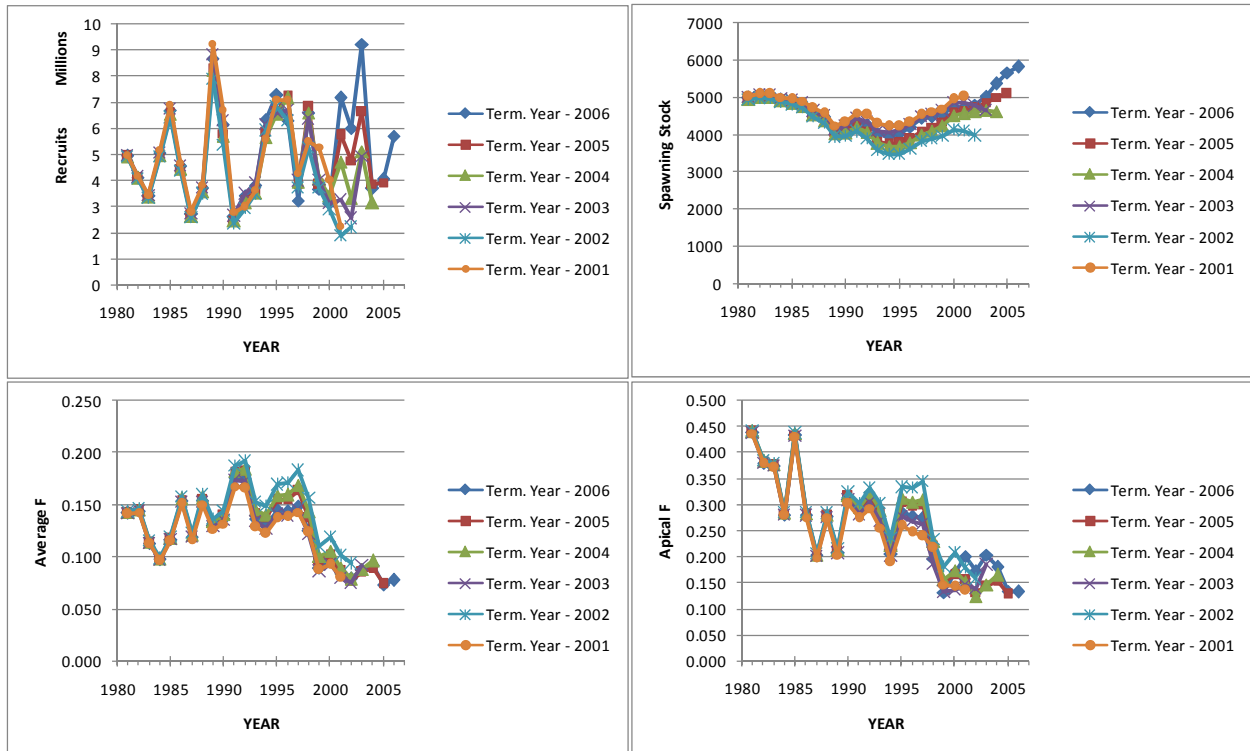 Millions
Recruits
10
9
8
7
6
5
4
3
2
1
0
1980 1985 1990 1995 2000 2005
YEAR
Term. Year - 2006
Term. Year - 2005
Term. Year - 2004
Term. Year - 2003
Term. Year - 2002
Term. Year - 2001
Spawning Stock
7000
6000
5000
4000
3000
2000
1000
0
1980 1985 1990 1995 2000 2005
YEAR
Term. Year - 2006
Term. Year - 2005
Term. Year - 2004
Term. Year - 2003
Term. Year - 2002
Term. Year - 2001
Average F
0.250
0.200
0.150
0.100
0.050
0.000
1980 1985 1990 1995 2000 2005
YEAR
Term. Year - 2006
Term. Year - 2005
Term. Year - 2004
Term. Year - 2003
Term. Year - 2002
Term. Year - 2001
Apical F
0.500
0.450
0.400
0.350
0.300
0.250
0.200
0.150
0.100
0.050
0.000
1980 1985 1990 1995 2000 2005
YEAR
Term. Year - 2006
Term. Year - 2005
Term. Year - 2004
Term. Year - 2003
Term. Year - 2002
Term. Year - 2001